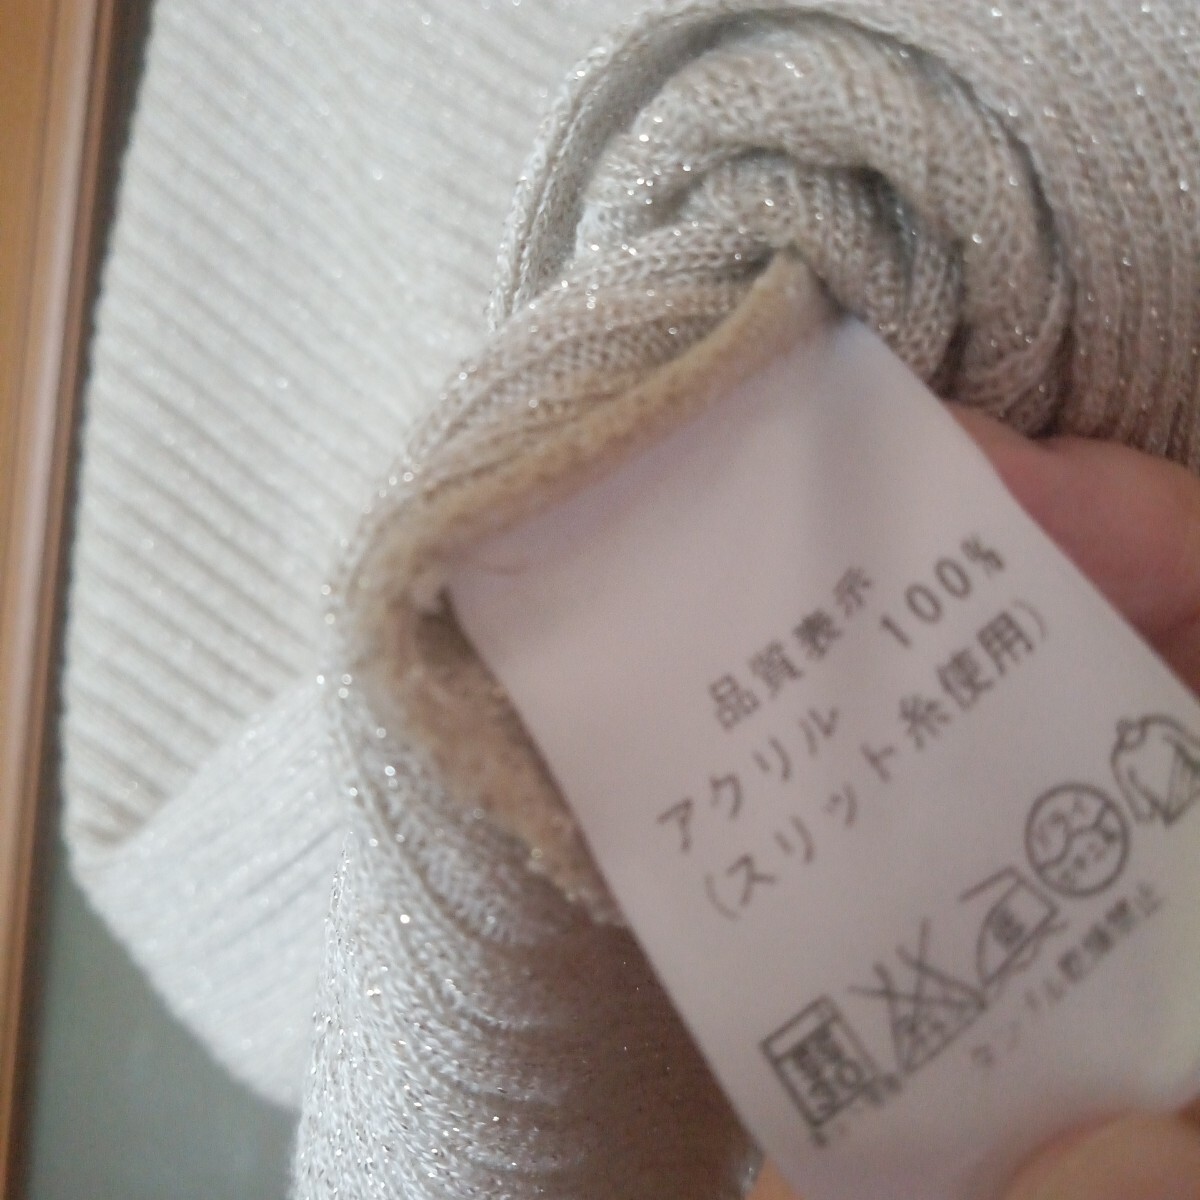 品質表示
アクリル 100%
(スリット糸使用)
タンブル乾燥禁止